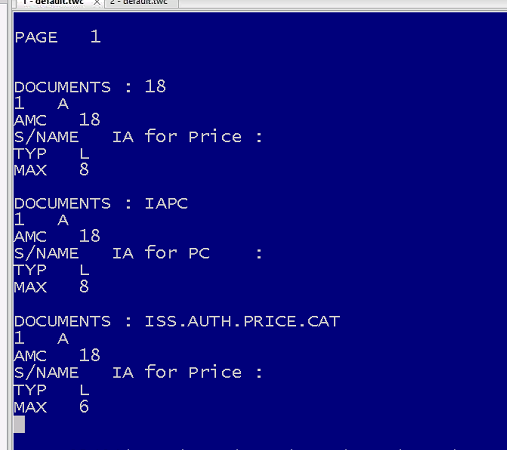 1 - default.twc × 2 - default.twc
PAGE 1
DOCUMENTS : 18
1 A
AMC 18
S/NAME IA for Price :
TYP L
MAX 8
DOCUMENTS : IAPC
1 A
AMC 18
S/NAME IA for PC :
TYP L
MAX 8
DOCUMENTS : ISS.AUTH.PRICE.CAT
1 A
AMC 18
S/NAME IA for Price :
TYP L
MAX 6